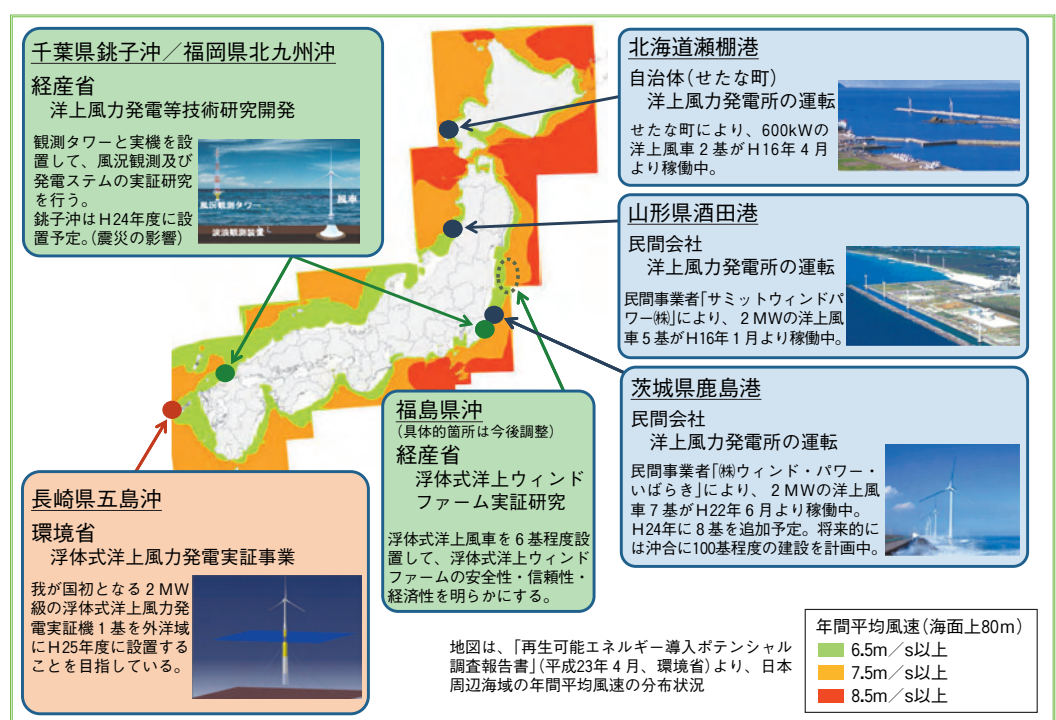 千葉県銚子沖／福岡県北九州沖
経産省
洋上風力発電等技術研究開発
観測タワーと実機を設
置して、風況観測及び
発電ステムの実証研究
を行う。
銚子沖はH24年度に設
置予定。(震災の影響)
風況観測タワー
風車
波浪観測装置
北海道瀬棚港
自治体(せたな町)
洋上風力発電所の運転
せたな町により、600kWの
洋上風車２基がH16年４月
より稼働中。
山形県酒田港
民間会社
洋上風力発電所の運転
民間事業者「サミットウィンドパ
ワー㈱」により、２MWの洋上風
車５基がH16年１月より稼働中。
茨城県鹿島港
民間会社
洋上風力発電所の運転
民間事業者「㈱ウィンド・パワー・
いばらき」により、２MWの洋上風
車７基がH22年６月より稼働中。
H24年に８基を追加予定。将来的に
は沖合に100基程度の建設を計画中。
福島県沖
(具体的箇所は今後調整)
経産省
浮体式洋上ウィンド
ファーム実証研究
浮体式洋上風車を６基程度設
置して、浮体式洋上ウィンド
ファームの安全性・信頼性・
経済性を明らかにする。
長崎県五島沖
環境省
浮体式洋上風力発電実証事業
我が国初となる２MW
級の浮体式洋上風力発
電実証機１基を外洋域
にH25年度に設置する
ことを目指している。
地図は、「再生可能エネルギー導入ポテンシャル
調査報告書」(平成23年４月、環境省)より、日本
周辺海域の年間平均風速の分布状況
年間平均風速(海面上80m)
6.5m／s以上
7.5m／s以上
8.5m／s以上